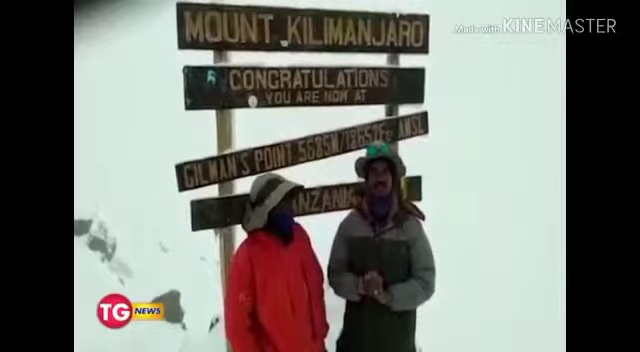 Made with KINEMASTER
MOUNT KILIMANJARO
CONGRATULATIONS
YOU ARE NOW AT
GILMAN'S POINT 5685M/18652Ft AMSL
TANZANIA
TG NEWS